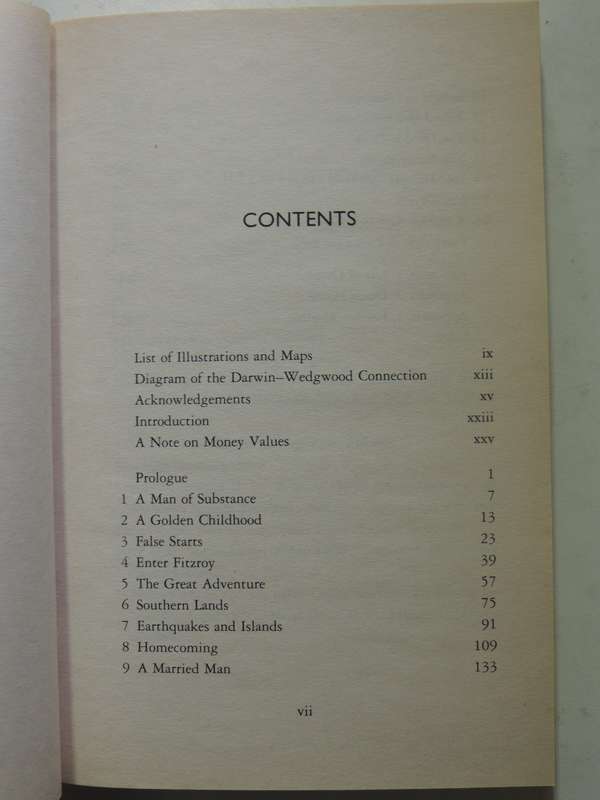 CONTENTS
List of Illustrations and Maps ix
Diagram of the Darwin–Wedgwood Connection xiii
Acknowledgements xv
Introduction xxiii
A Note on Money Values xxv
Prologue 1
1 A Man of Substance 7
2 A Golden Childhood 13
3 False Starts 23
4 Enter Fitzroy 39
5 The Great Adventure 57
6 Southern Lands 75
7 Earthquakes and Islands 91
8 Homecoming 109
9 A Married Man 133
vii